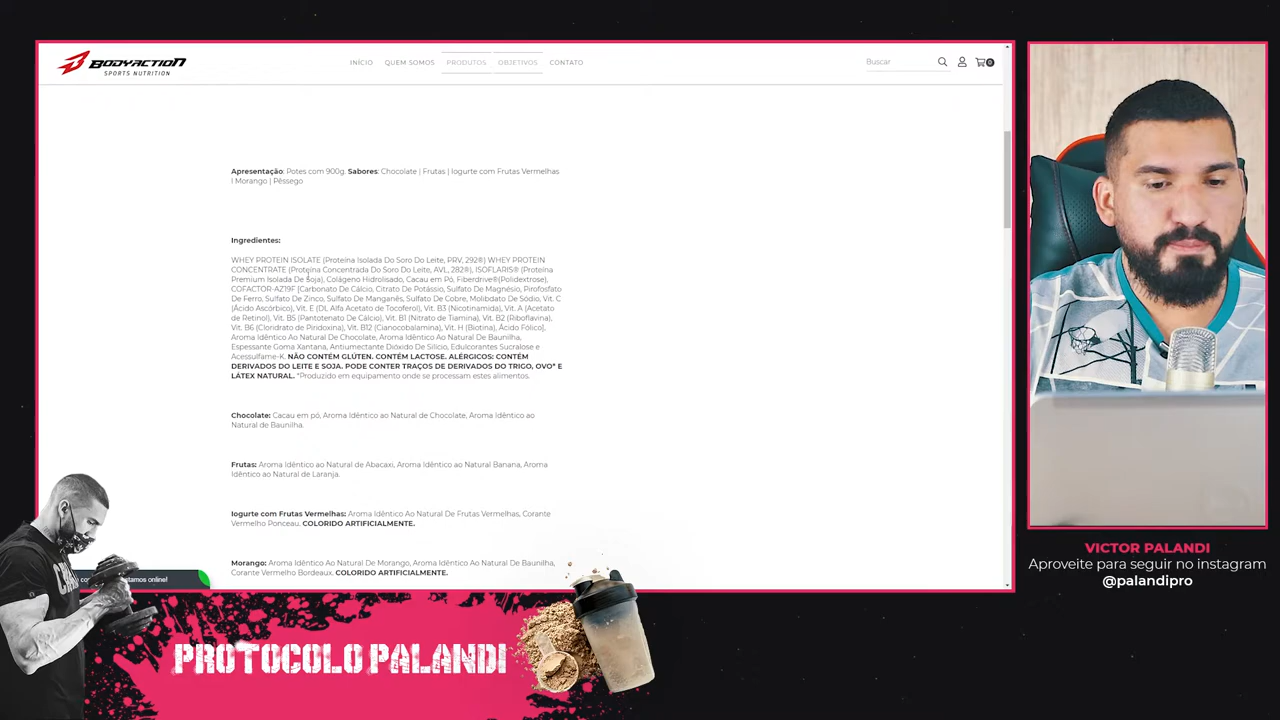 BODYACTION
SPORTS NUTRITION
INÍCIO QUEM SOMOS PRODUTOS OBJETIVOS CONTATO
Buscar
0
Apresentação: Potes com 900g. Sabores: Chocolate | Frutas | Iogurte com Frutas Vermelhas
| Morango | Pêssego
Ingredientes:
WHEY PROTEIN ISOLATE (Proteína Isolada Do Soro Do Leite, PRV, 292®) WHEY PROTEIN
CONCENTRATE (Proteína Concentrada Do Soro Do Leite, AVL, 282®), ISOFLARIS® (Proteína
Premium Isolada De Soja), Colágeno Hidrolisado, Cacau em Pó, Fiberdrive®(Polidextrose),
COFACTOR-AZ19F [Carbonato De Cálcio, Citrato De Potássio, Sulfato De Magnésio, Pirofosfato
De Ferro, Sulfato De Zinco, Sulfato De Manganês, Sulfato De Cobre, Molibdato De Sódio, Vit. C
(Ácido Ascórbico), Vit. E (DL Alfa Acetato de Tocoferol), Vit. B3 (Nicotinamida), Vit. A (Acetato
de Retinol), Vit. B5 (Pantotenato De Cálcio), Vit. B1 (Nitrato de Tiamina), Vit. B2 (Riboflavina),
Vit. B6 (Cloridrato de Piridoxina), Vit. B12 (Cianocobalamina), Vit. H (Biotina), Ácido Fólico],
Aroma Idêntico Ao Natural De Chocolate, Aroma Idêntico Ao Natural De Baunilha,
Espessante Goma Xantana, Antiumectante Dióxido De Silício, Edulcorantes Sucralose e
Acessulfame-K. NÃO CONTÉM GLÚTEN. CONTÉM LACTOSE. ALÉRGICOS: CONTÉM
DERIVADOS DO LEITE E SOJA. PODE CONTER TRAÇOS DE DERIVADOS DO TRIGO, OVO* E
LÁTEX NATURAL. *Produzido em equipamento onde se processam estes alimentos.
Chocolate: Cacau em pó, Aroma Idêntico ao Natural de Chocolate, Aroma Idêntico ao
Natural de Baunilha.
Frutas: Aroma Idêntico ao Natural de Abacaxi, Aroma Idêntico ao Natural Banana, Aroma
Idêntico ao Natural de Laranja.
Iogurte com Frutas Vermelhas: Aroma Idêntico Ao Natural De Frutas Vermelhas, Corante
Vermelho Ponceau. COLORIDO ARTIFICIALMENTE.
Morango: Aroma Idêntico Ao Natural De Morango, Aroma Idêntico Ao Natural De Baunilha,
Corante Vermelho Bordeaux. COLORIDO ARTIFICIALMENTE.
online!
PROTOCOLO PALANDI
VICTOR PALANDI
Aproveite para seguir no instagram
@palandipro